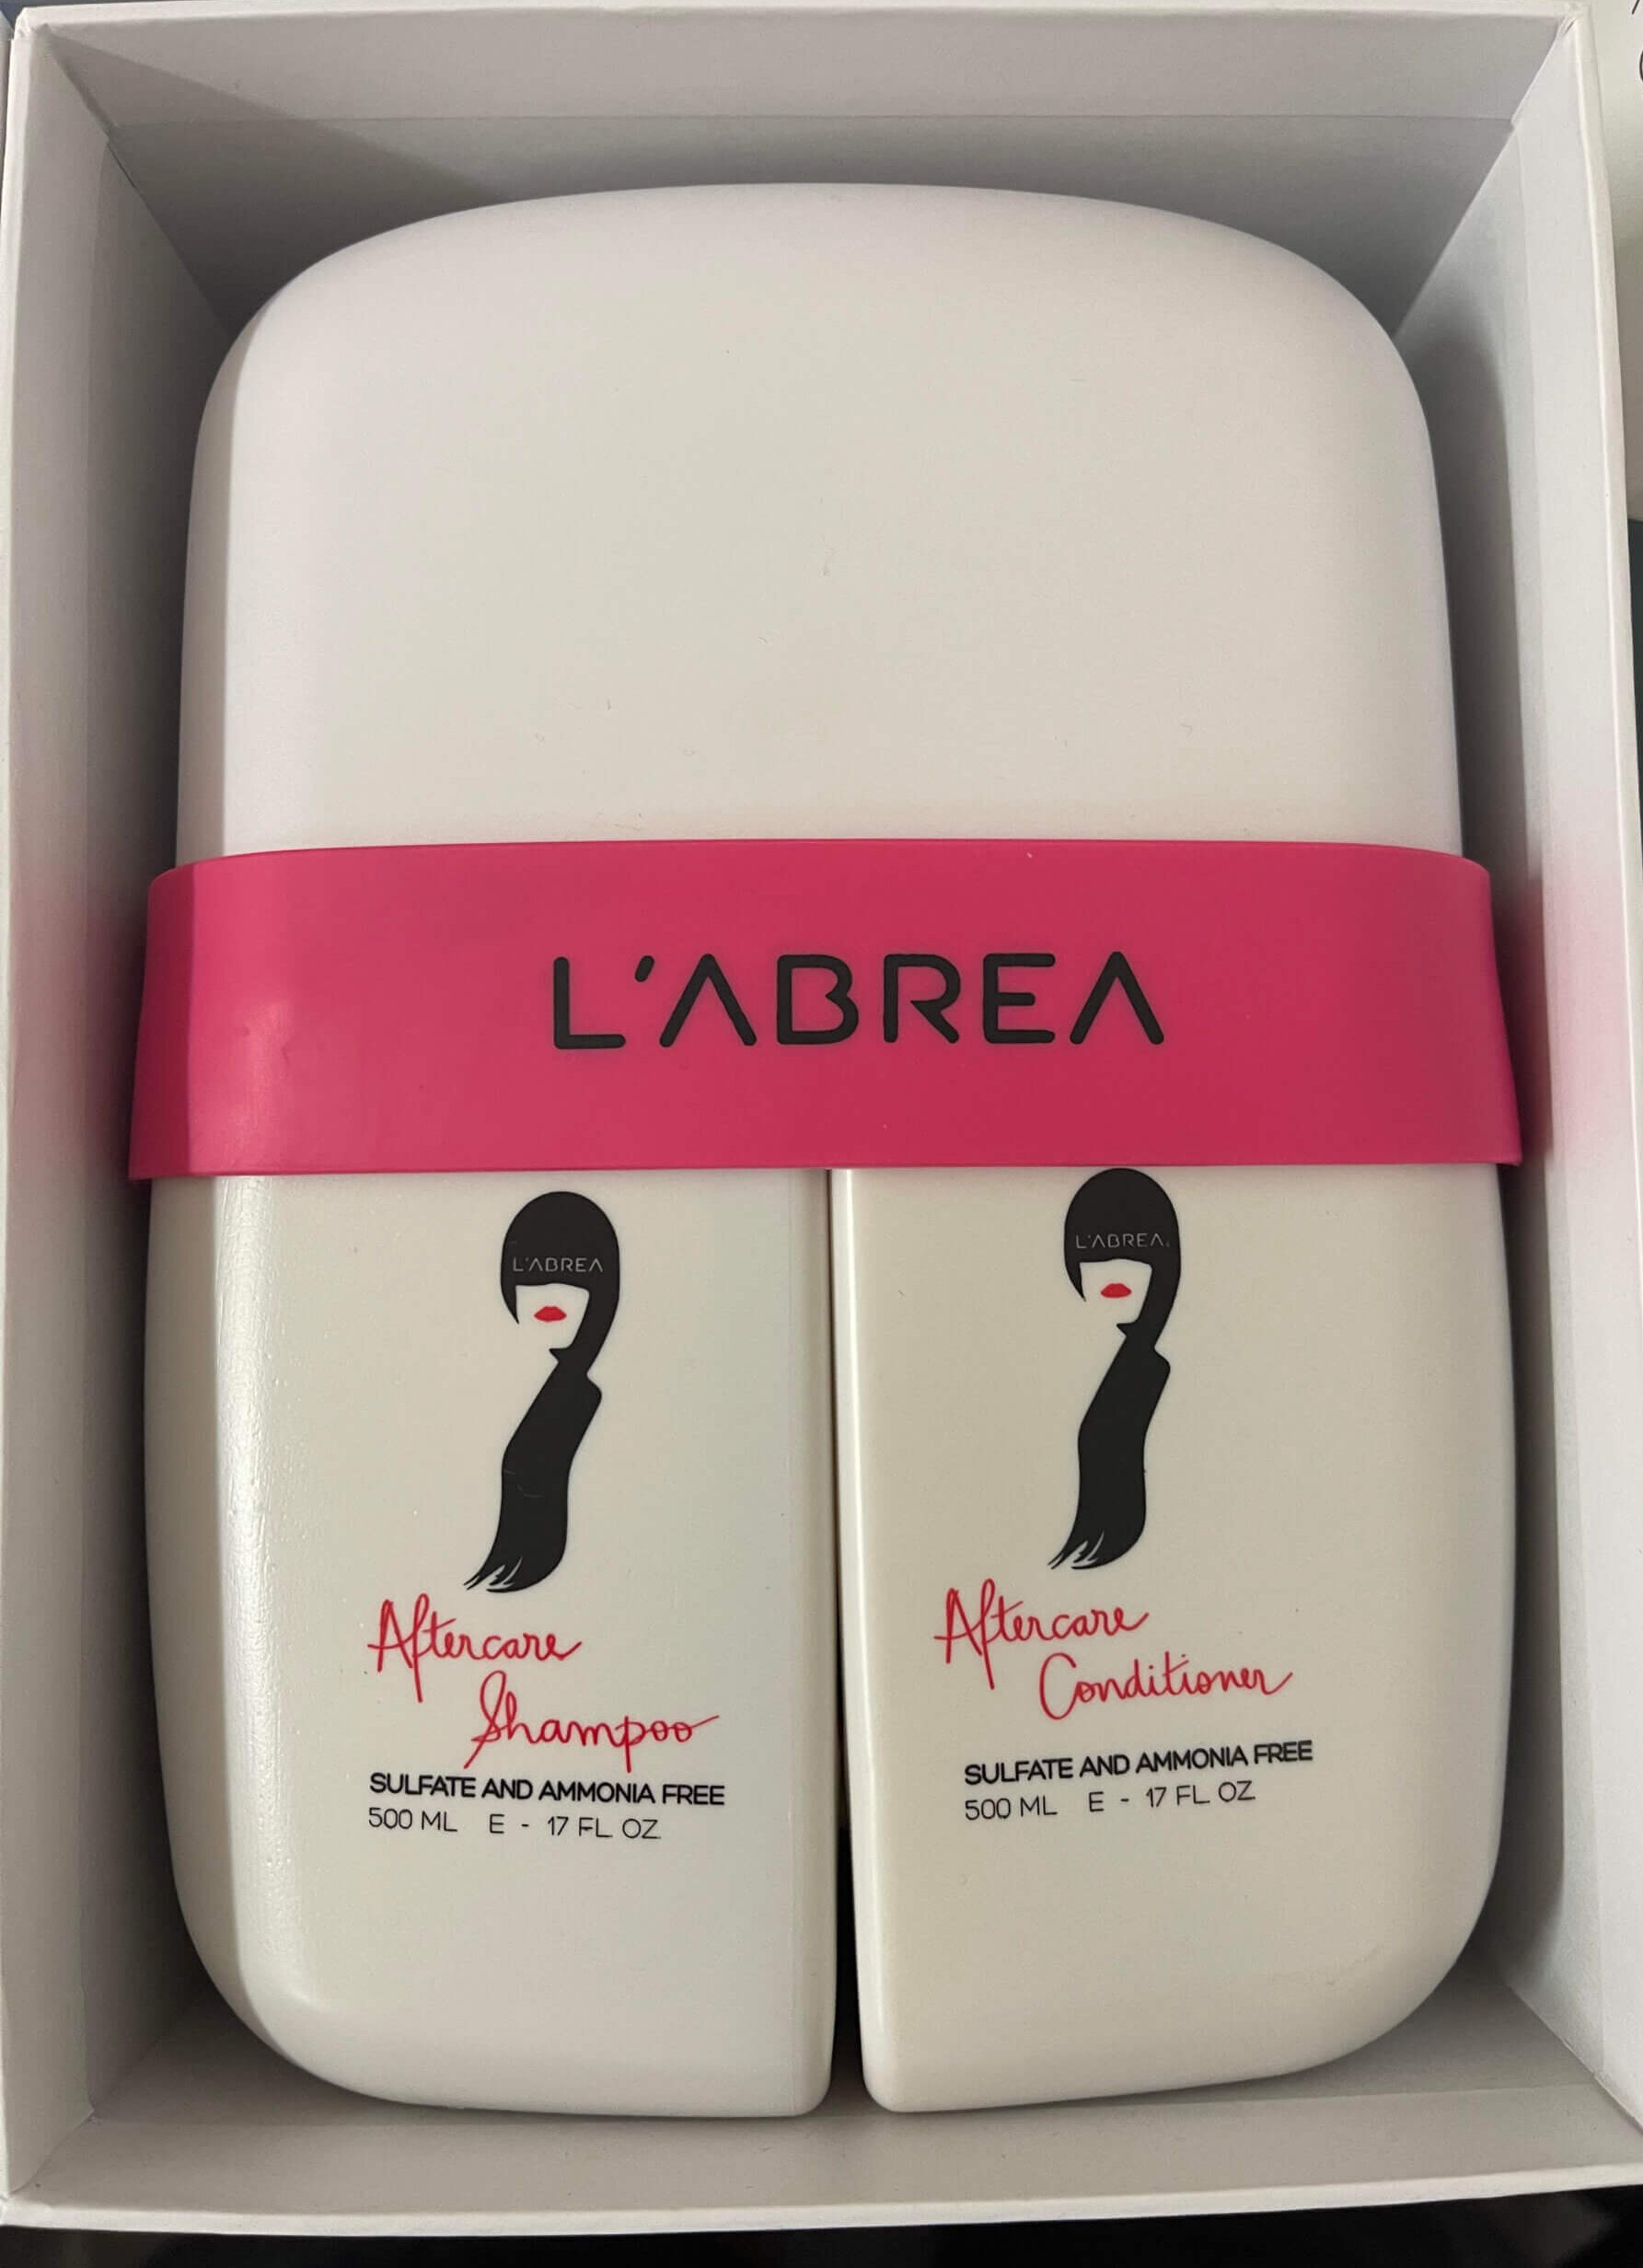 L'ABREA
L'ABREA
Aftercare
Shampoo
SULFATE AND AMMONIA FREE
500 ML E - 17 FL OZ.
L'ABREA.
Aftercare
Conditioner
SULFATE AND AMMONIA FREE
500 ML E - 17 FL OZ